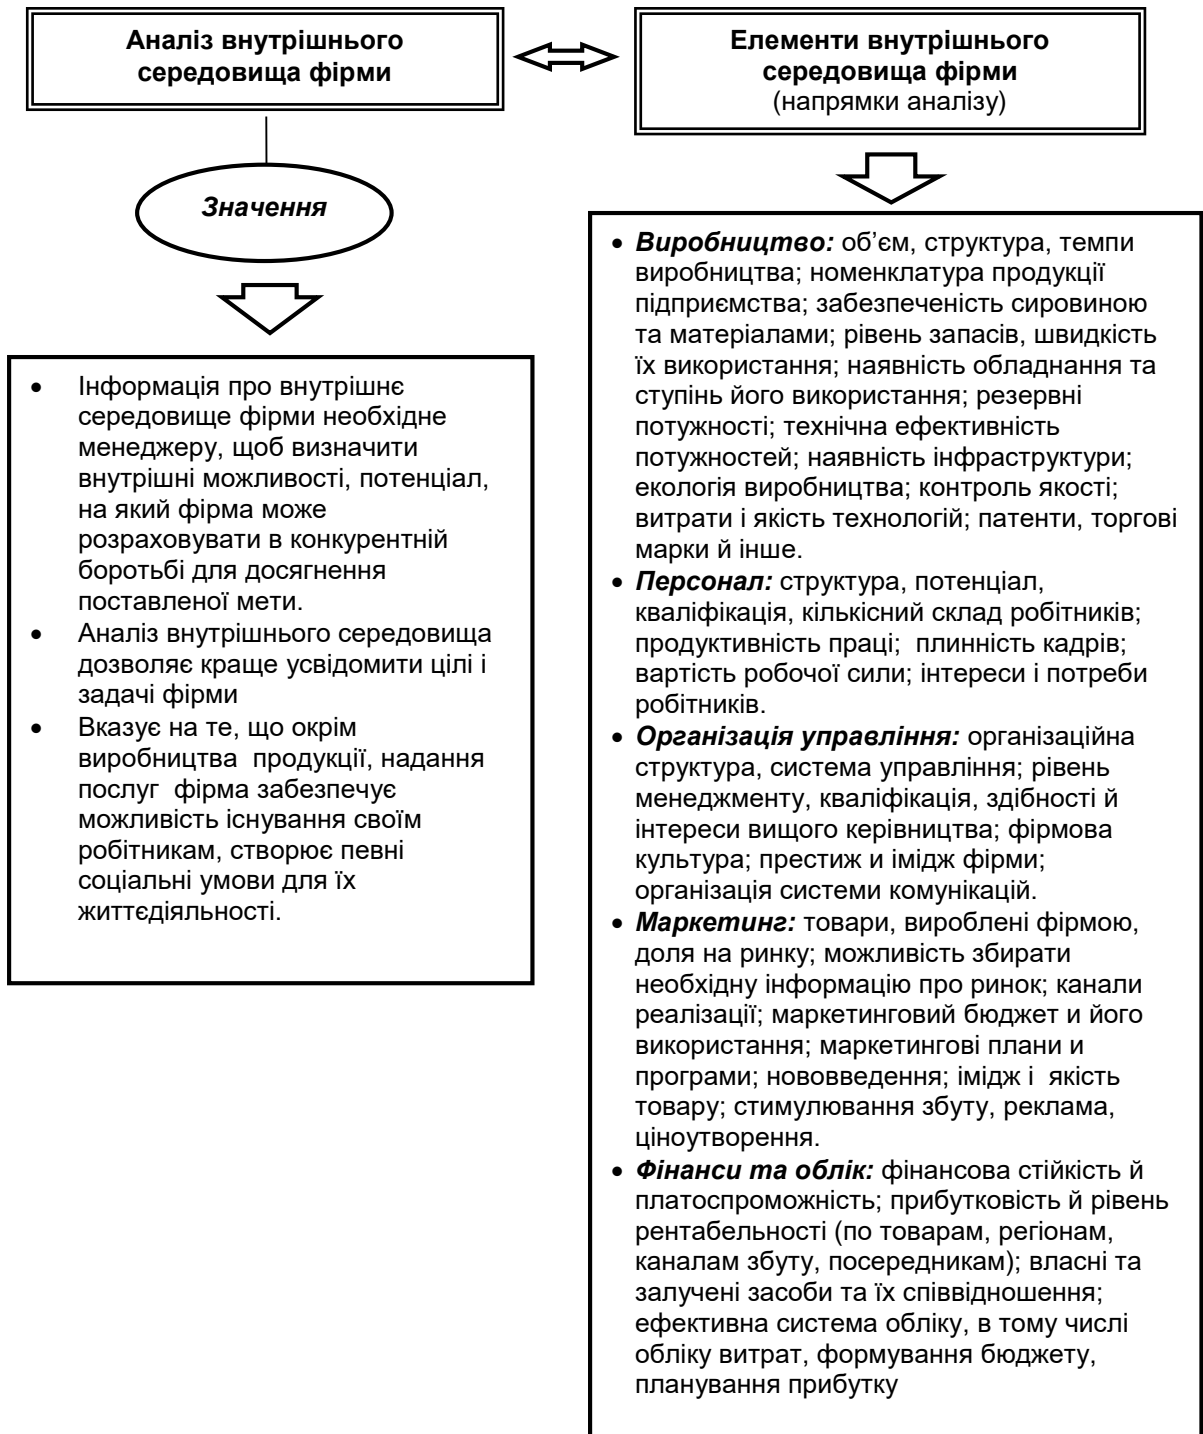 Аналіз внутрішнього
середовища фірми
Елементи внутрішнього
середовища фірми
(напрямки аналізу)
Значення
• Інформація про внутрішнє
середовище фірми необхідне
менеджеру, щоб визначити
внутрішні можливості, потенціал,
на який фірма може
розраховувати в конкурентній
боротьбі для досягнення
поставленої мети.
• Аналіз внутрішнього середовища
дозволяє краще усвідомити цілі і
задачі фірми
• Вказує на те, що окрім
виробництва продукції, надання
послуг фірма забезпечує
можливість існування своїм
робітникам, створює певні
соціальні умови для їх
життєдіяльності.
• Виробництво: об’єм, структура, темпи
виробництва; номенклатура продукції
підприємства; забезпеченість сировиною
та матеріалами; рівень запасів, швидкість
їх використання; наявність обладнання та
ступінь його використання; резервні
потужності; технічна ефективність
потужностей; наявність інфраструктури;
екологія виробництва; контроль якості;
витрати і якість технологій; патенти, торгові
марки й інше.
• Персонал: структура, потенціал,
кваліфікація, кількісний склад робітників;
продуктивність праці; плинність кадрів;
вартість робочої сили; інтереси і потреби
робітників.
• Організація управління: організаційна
структура, система управління; рівень
менеджменту, кваліфікація, здібності й
інтереси вищого керівництва; фірмова
культура; престиж и імідж фірми;
організація системи комунікацій.
• Маркетинг: товари, вироблені фірмою,
доля на ринку; можливість збирати
необхідну інформацію про ринок; канали
реалізації; маркетинговий бюджет и його
використання; маркетингові плани и
програми; нововведення; імідж і якість
товару; стимулювання збуту, реклама,
ціноутворення.
• Фінанси та облік: фінансова стійкість й
платоспроможність; прибутковість й рівень
рентабельності (по товарам, регіонам,
каналам збуту, посередникам); власні та
залучені засоби та їх співвідношення;
ефективна система обліку, в тому числі
обліку витрат, формування бюджету,
планування прибутку